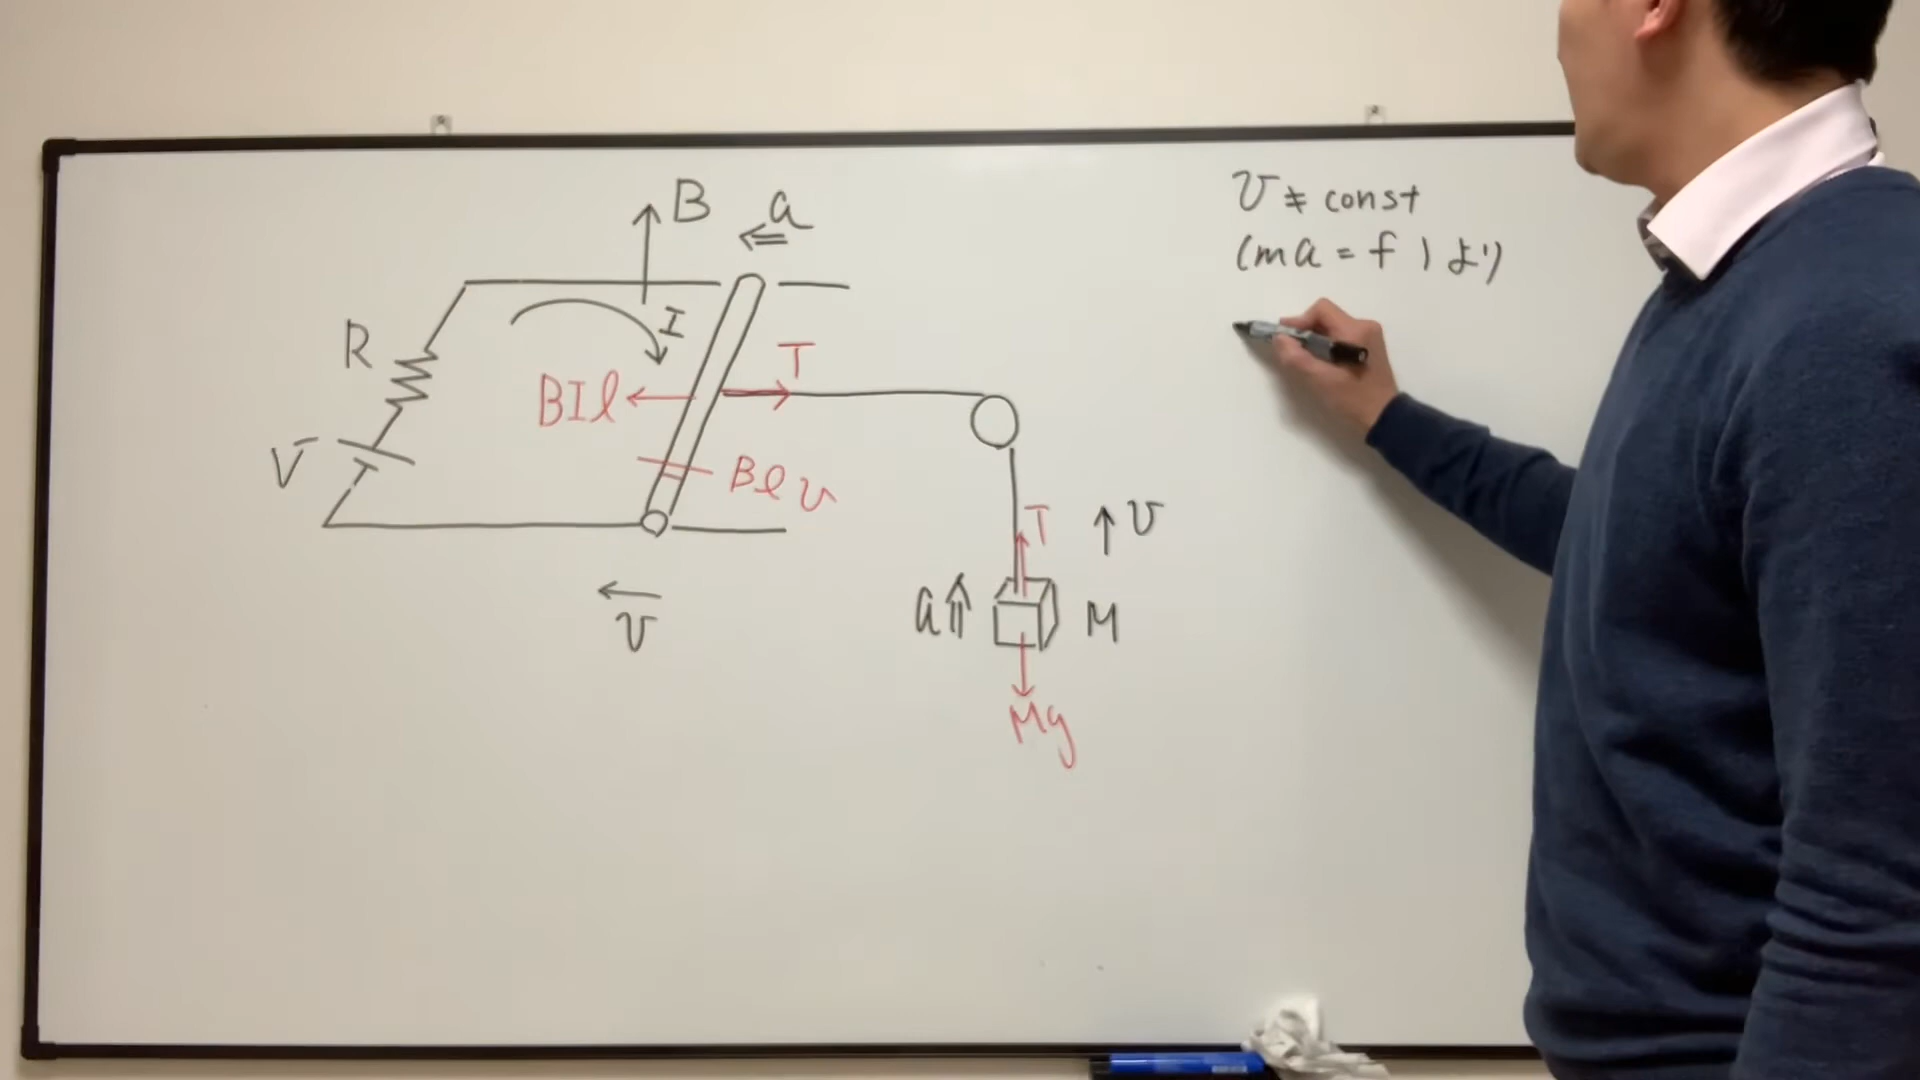 B
a
R
I
T
BIl
V
Blv
v
T
v
a
M
Mg
v ≠ const
(ma = f)より